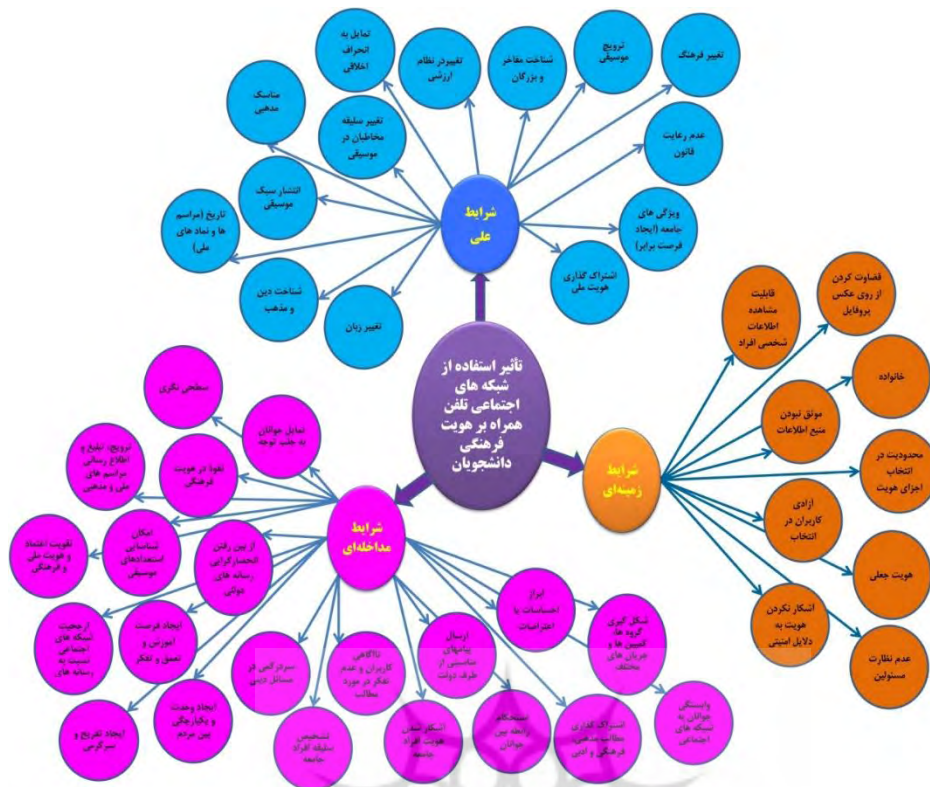 تمایل به
انحراف
اخلاقی
تغییردر نظام
ارزشی
شناخت مفاخر
و بزرگان
ترویج
موسیقی
تغییر فرهنگ
مناسک
مذهبی
تغییر سلیقه
مخاطبان در
موسیقی
عدم رعایت
قانون
انتشار سبک
موسیقی
شرایط
علی
تاریخ (مراسم
ها و نماد های
ملی)
ویژگی های
جامعه (ایجاد
فرصت برابر)
شناخت دین
و مذهب
تغییر زبان
اشتراک گذاری
هویت ملی
تأثیر استفاده از
شبکه های
اجتماعی تلفن
همراه بر هویت
فرهنگی
دانشجویان
قابلیت
مشاهده
اطلاعات
شخصی افراد
قضاوت کردن
از روی عکس
پروفایل
خانواده
موثق نبودن
منبع اطلاعات
شرایط
زمینه‌ای
محدودیت در
انتخاب
اجزای هویت
آزادی
کاربران در
انتخاب
هویت جعلی
آشکار نکردن
هویت به
دلایل امنیتی
عدم نظارت
مسئولین
سطحی نگری
تمایل جوانان
به جلب توجه
ترویج، تبلیغ و
اطلاع رسانی
مراسم های
ملی و مذهبی
نفوذ در هویت
فرهنگی
شرایط
مداخله‌ای
تقویت اعتماد
و هویت ملی
و فرهنگی
امکان
شناسایی
استعدادهای
موسیقی
از بین رفتن
انحصارگرایی
رسانه های
دولتی
ارجحیت
شبکه های
اجتماعی
نسبت به
رسانه های
ایجاد فرصت
آموزش و
تعمق و تفکر
ایجاد تفریح و
سرگرمی
ایجاد وحدت
و یکپارچگی
بین مردم
سردرگمی در
مسائل دینی
تشخیص
سلیقه افراد
جامعه
ناآگاهی
کاربران و عدم
تفکر در مورد
مطالب
آشکار شدن
هویت افراد
جامعه
ارسال
پیامهای
مناسبتی از
طرف دولت
استحکام
رابطه بین
جوانان
ابراز
احساسات یا
اعتراضات
اشتراک گذاری
مطالب مذهبی،
فرهنگی و ادبی
شکل گیری
گروه ها،
کمپین ها و
جریان های
مختلف
وابستگی
جوانان به
شبکه های
اجتماعی